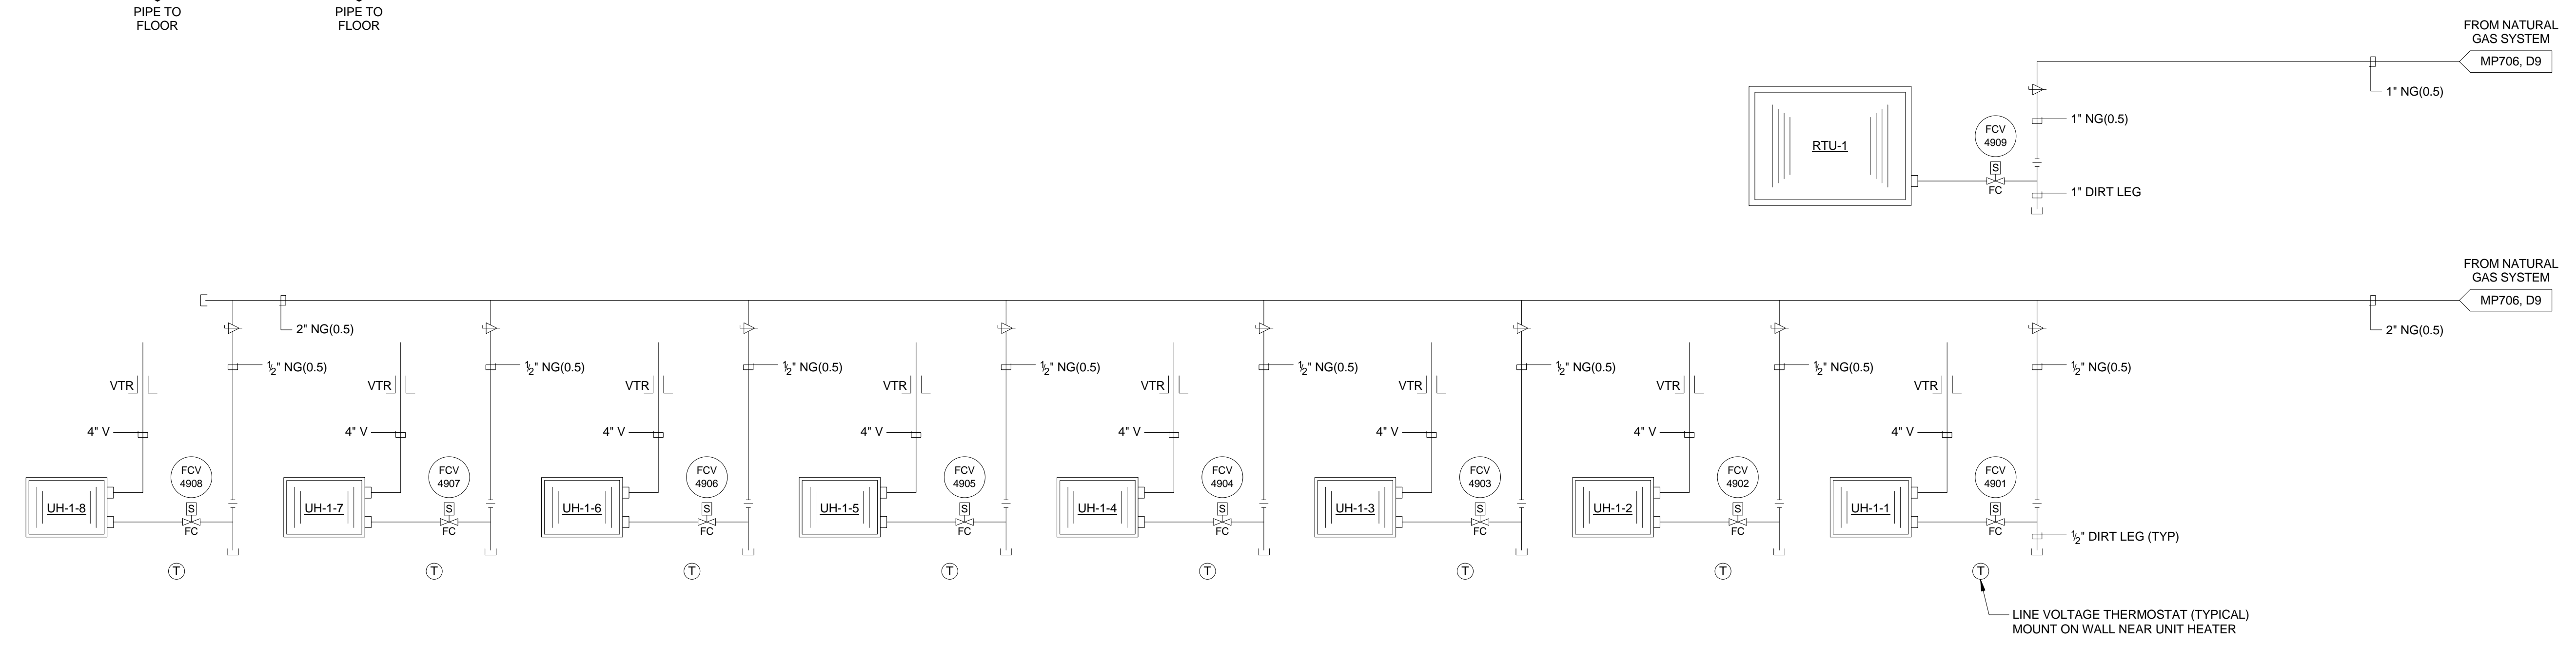 PIPE TO
FLOOR
PIPE TO
FLOOR
FROM NATURAL
GAS SYSTEM
MP706, D9
1" NG(0.5)
1" NG(0.5)
FCV
4909
S
FC
RTU-1
1" DIRT LEG
FROM NATURAL
GAS SYSTEM
MP706, D9
2" NG(0.5)
2" NG(0.5)
½" NG(0.5)
½" NG(0.5)
½" NG(0.5)
½" NG(0.5)
½" NG(0.5)
½" NG(0.5)
½" NG(0.5)
½" NG(0.5)
VTR
VTR
VTR
VTR
VTR
VTR
VTR
VTR
4" V
4" V
4" V
4" V
4" V
4" V
4" V
4" V
UH-1-8
FCV
4908
S
FC
UH-1-7
FCV
4907
S
FC
UH-1-6
FCV
4906
S
FC
UH-1-5
FCV
4905
S
FC
UH-1-4
FCV
4904
S
FC
UH-1-3
FCV
4903
S
FC
UH-1-2
FCV
4902
S
FC
UH-1-1
FCV
4901
S
FC
½" DIRT LEG (TYP)
T
T
T
T
T
T
T
T
LINE VOLTAGE THERMOSTAT (TYPICAL)
MOUNT ON WALL NEAR UNIT HEATER